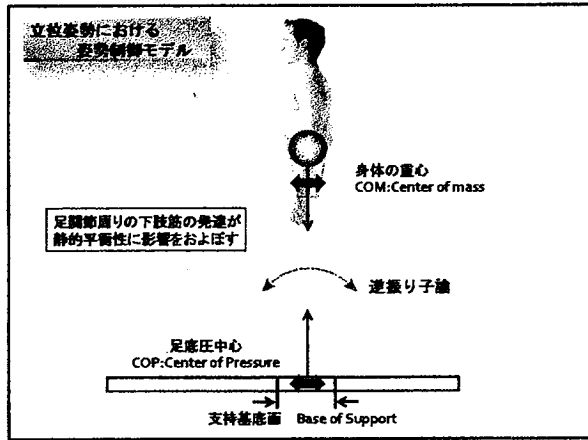 立位姿勢における
姿勢制御モデル
身体の重心
COM:Center of mass
足関節周りの下肢筋の発達が
静的平衡性に影響をおよぼす
逆振り子論
足底圧中心
COP:Center of Pressure
支持基底面 Base of Support